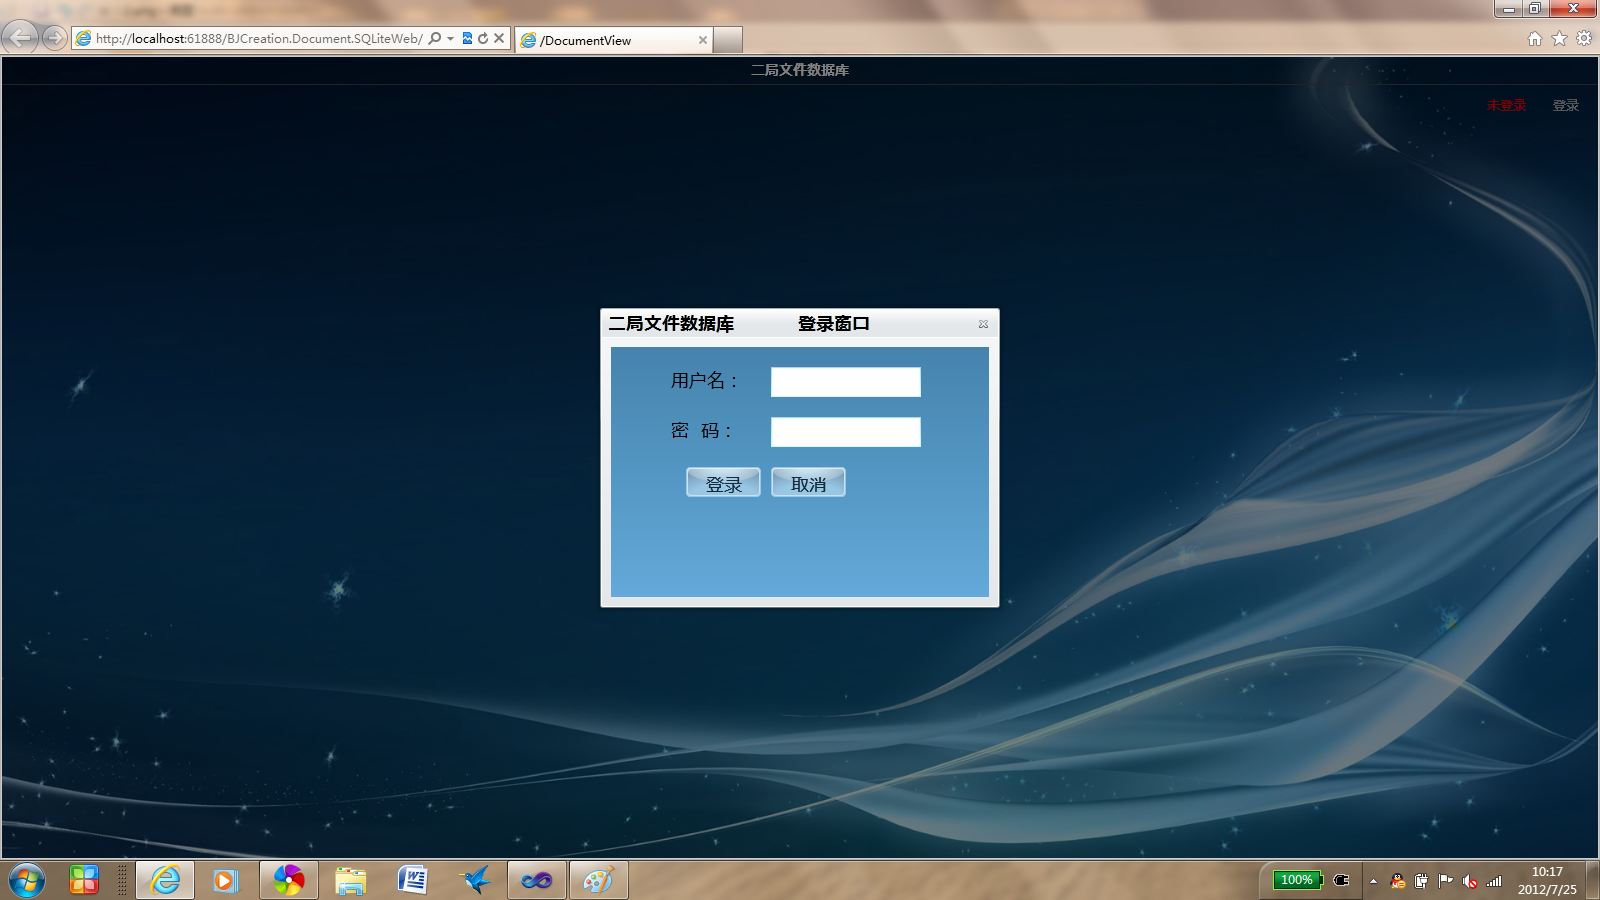 http://localhost:61888/BJCreation.Document.SQLiteWeb/
/DocumentView
二局文件数据库
未登录 登录
二局文件数据库 登录窗口
用户名：
密 码：
登录 取消
100%
10:17
2012/7/25